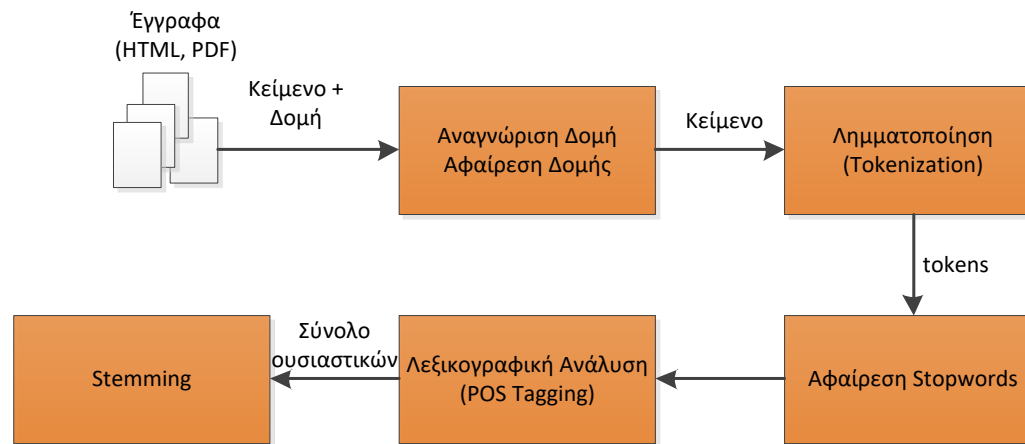 Έγγραφα
(HTML, PDF)
Κείμενο +
Δομή
Αναγνώριση Δομή
Αφαίρεση Δομής
Κείμενο
Λημματοποίηση
(Tokenization)
tokens
Αφαίρεση Stopwords
Λεξικογραφική Ανάλυση
(POS Tagging)
Σύνολο
ουσιαστικών
Stemming